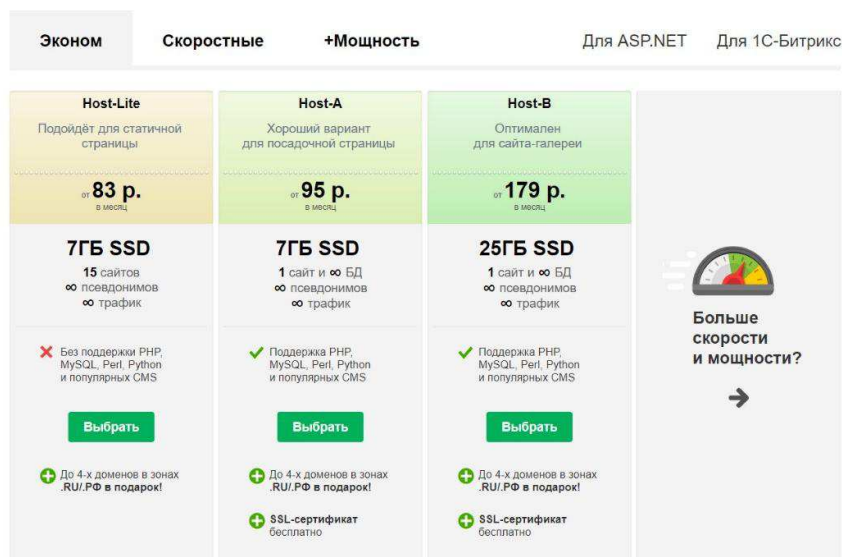 Эконом
Скоростные
+Мощность
Для ASP.NET
Для 1С-Битрикс
Host-Lite
Подойдёт для статичной
страницы
от 83 р.
в месяц
7ГБ SSD
15 сайтов
∞ псевдонимов
∞ трафик
Без поддержки PHP,
MySQL, Perl, Python
и популярных CMS
Выбрать
До 4-х доменов в зонах
.RU/.РФ в подарок!
Host-A
Хороший вариант
для посадочной страницы
от 95 р.
в месяц
7ГБ SSD
1 сайт и ∞ БД
∞ псевдонимов
∞ трафик
Поддержка PHP,
MySQL, Perl, Python
и популярных CMS
Выбрать
До 4-х доменов в зонах
.RU/.РФ в подарок!
SSL-сертификат
бесплатно
Host-B
Оптимален
для сайта-галереи
от 179 р.
в месяц
25ГБ SSD
1 сайт и ∞ БД
∞ псевдонимов
∞ трафик
Поддержка PHP,
MySQL, Perl, Python
и популярных CMS
Выбрать
До 4-х доменов в зонах
.RU/.РФ в подарок!
SSL-сертификат
бесплатно
Больше
скорости
и мощности?